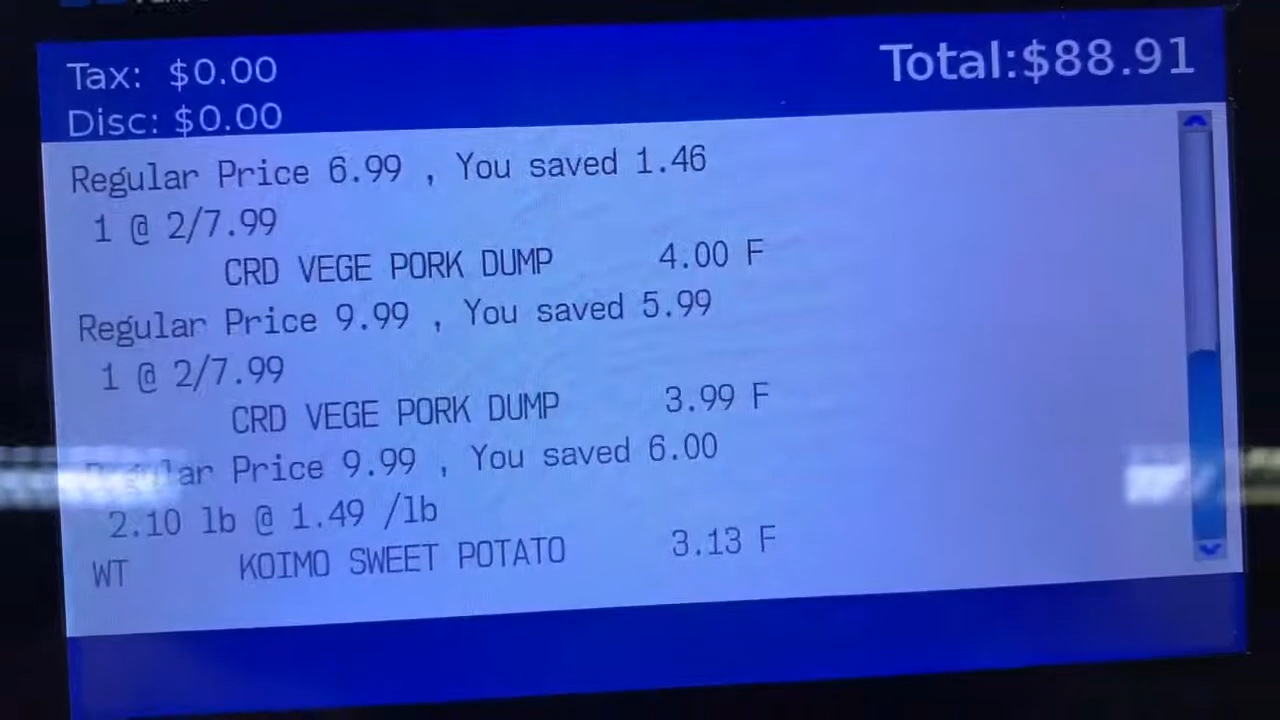 Tax: $0.00
Total:$88.91
Disc: $0.00
Regular Price 6.99 , You saved 1.46
1 @ 2/7.99
CRD VEGE PORK DUMP 4.00 F
Regular Price 9.99 , You saved 5.99
1 @ 2/7.99
CRD VEGE PORK DUMP 3.99 F
Regular Price 9.99 , You saved 6.00
2.10 lb @ 1.49 /lb
WT KOIMO SWEET POTATO 3.13 F